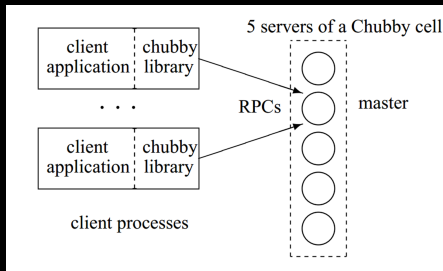 5 servers of a Chubby cell
client application
chubby library
. . .
RPCs
master
client application
chubby library
client processes